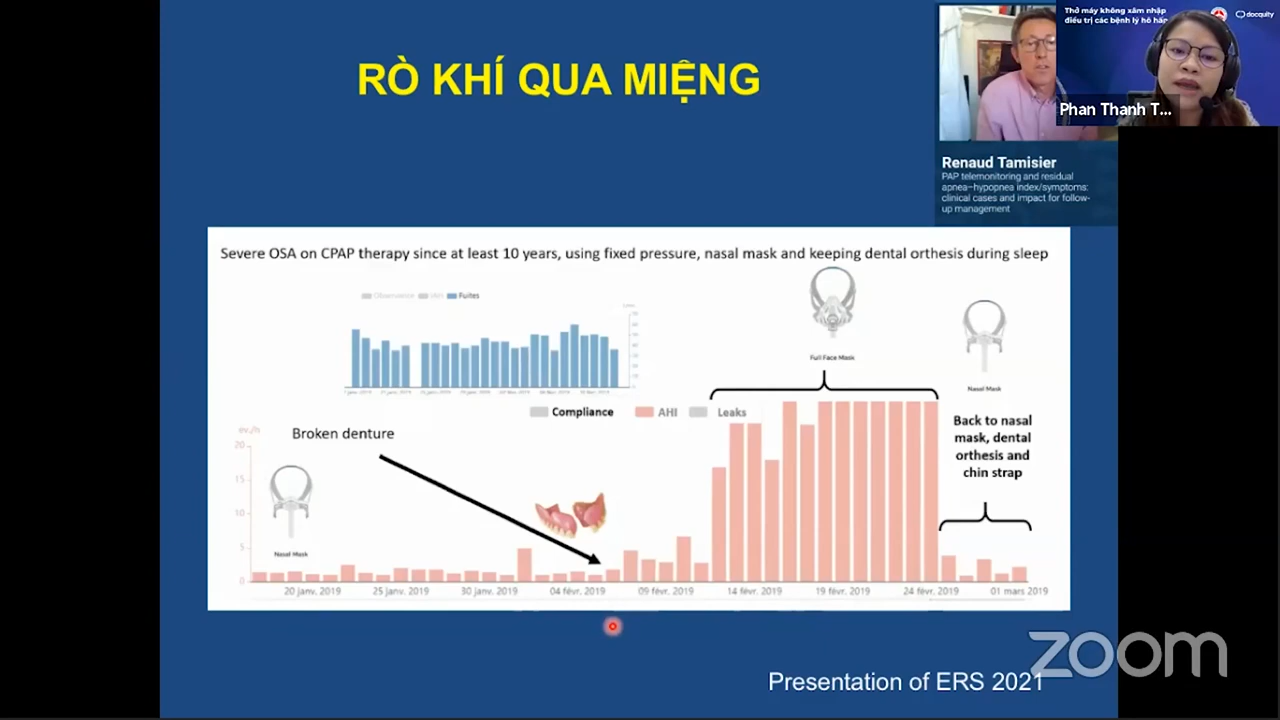 RÒ KHÍ QUA MIỆNG
Thở máy không xâm nhập
điều trị các bệnh lý hô hấp
docquity
Phan Thanh T...
Renaud Tamisier
PAP telemonitoring and residual
apnea-hypopnea index/symptoms:
clinical cases and impact for follow-
up management
Severe OSA on CPAP therapy since at least 10 years, using fixed pressure, nasal mask and keeping dental orthesis during sleep
Observance Fuites
Full Face Mask
Nasal Mask
Compliance AHI Leaks
Broken denture
Back to nasal
mask, dental
orthesis and
chin strap
ev./h
20
15
10
5
0
Nasal Mask
20 janv. 2019 25 janv. 2019 30 janv. 2019 04 févr. 2019 09 févr. 2019 14 févr. 2019 19 févr. 2019 24 févr. 2019 01 mars 2019
zoom
Presentation of ERS 2021